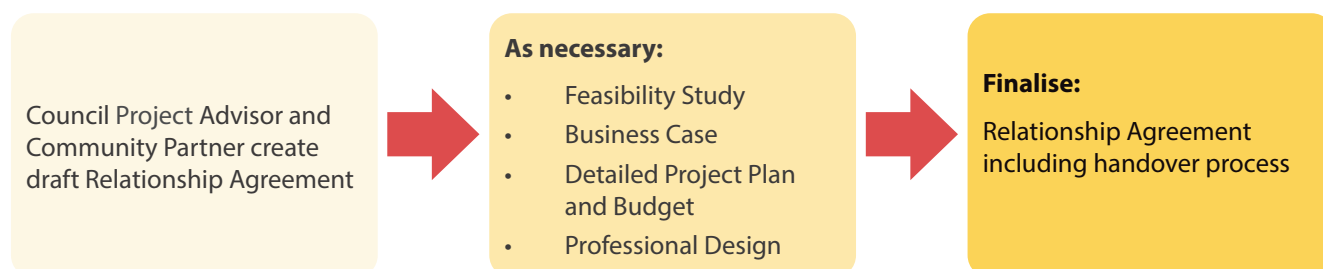 Council Project Advisor and
Community Partner create
draft Relationship Agreement
As necessary:
• Feasibility Study
• Business Case
• Detailed Project Plan
and Budget
• Professional Design
Finalise:
Relationship Agreement
including handover process